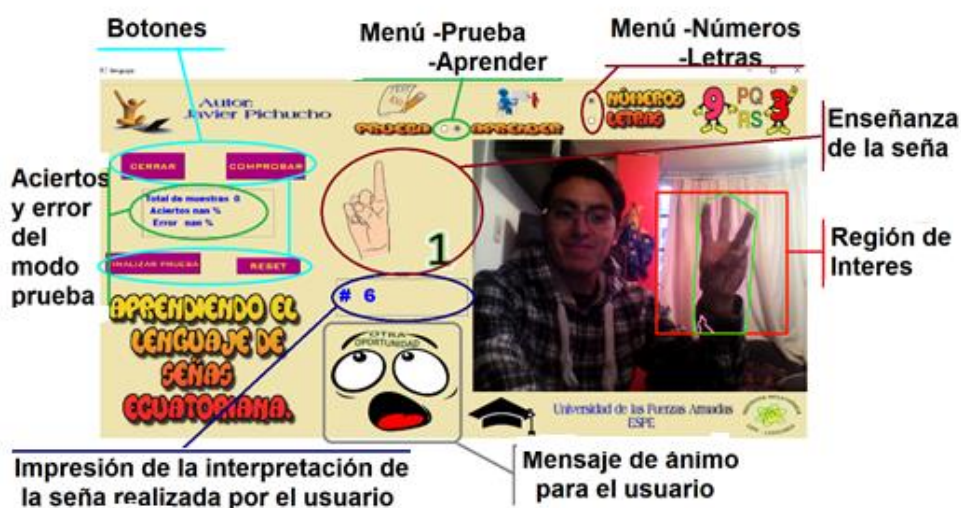 Botones
Menú -Prueba
-Aprender
Menú -Números
-Letras
Autor:
Javier Pichucho
PRUEBA
APRENDER
NÚMEROS
LETRAS
9 PQ 3
RS
Enseñanza
de la seña
CERRAR
COMPROBAR
Aciertos
y error
del
modo
prueba
Total de muestras 0
Aciertos nan %
Error nan %
1
Región de
Interes
INALIZAR PRUEBA
RESET
# 6
APRENDIENDO EL
LENGUAJE DE
SEÑAS
ECUATORIANA.
OTRA
OPORTUNIDAD
Universidad de las Fuerzas Armadas
ESPE
Impresión de la interpretación de
la seña realizada por el usuario
Mensaje de ánimo
para el usuario